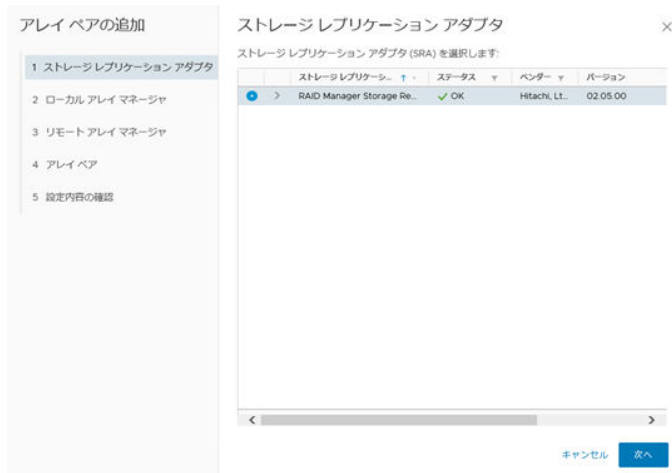 アレイ ペアの追加
1 ストレージ レプリケーション アダプタ
2 ローカル アレイ マネージャ
3 リモート アレイ マネージャ
4 アレイ ペア
5 設定内容の確認
ストレージ レプリケーション アダプタ
ストレージ レプリケーション アダプタ (SRA) を選択します:
ストレージ レプリケーシ... ステータス ベンダー バージョン
RAID Manager Storage Re... OK Hitachi, Lt... 02.05.00
キャンセル 次へ